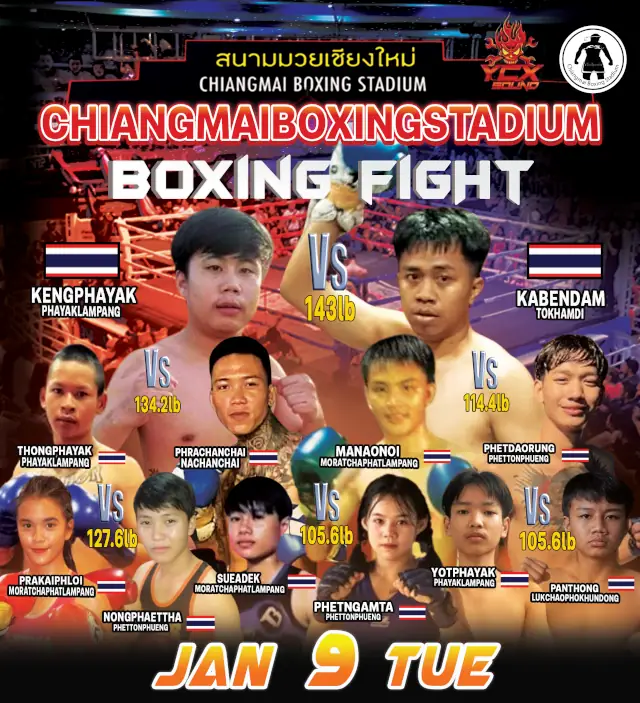 สนามมวยเชียงใหม่
CHIANGMAI BOXING STADIUM
YCX
SOUND
Chiangmai Boxing Stadium
CHIANGMAIBOXINGSTADIUM
BOXING FIGHT
KENGPHAYAK
PHAYAKLAMPANG
Vs
143lb
KABENDAM
TOKHAMDI
Vs
134.2lb
Vs
114.4lb
THONGPHAYAK
PHAYAKLAMPANG
PHRACHANCHAI
NACHANCHAI
MANAONOI
MORATCHAPHATLAMPANG
PHETDAORUNG
PHETTONPHUENG
Vs
127.6lb
Vs
105.6lb
Vs
105.6lb
PRAKAIPHLOI
MORATCHAPHATLAMPANG
NONGPHAETTHA
PHETTONPHUENG
SUEADEK
MORATCHAPHATLAMPANG
PHETNGAMTA
PHETTONPHUENG
YOTPHAYAK
PHAYAKLAMPANG
PANTHONG
LUKCHAOPHOKHUNDONG
JAN 9 TUE